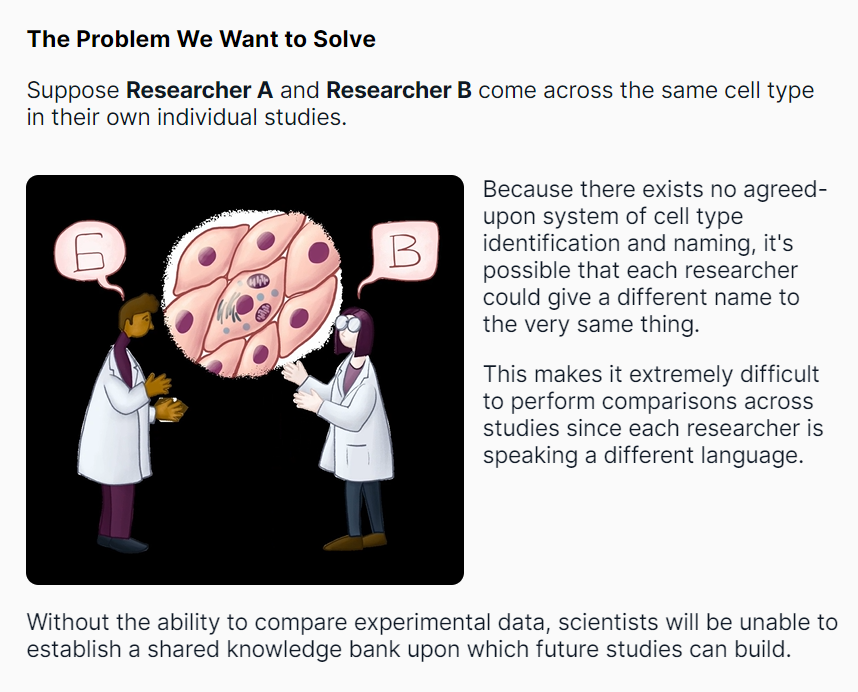 The Problem We Want to Solve
Suppose Researcher A and Researcher B come across the same cell type
in their own individual studies.
Б
B
Because there exists no agreed-
upon system of cell type
identification and naming, it's
possible that each researcher
could give a different name to
the very same thing.
This makes it extremely difficult
to perform comparisons across
studies since each researcher is
speaking a different language.
Without the ability to compare experimental data, scientists will be unable to
establish a shared knowledge bank upon which future studies can build.